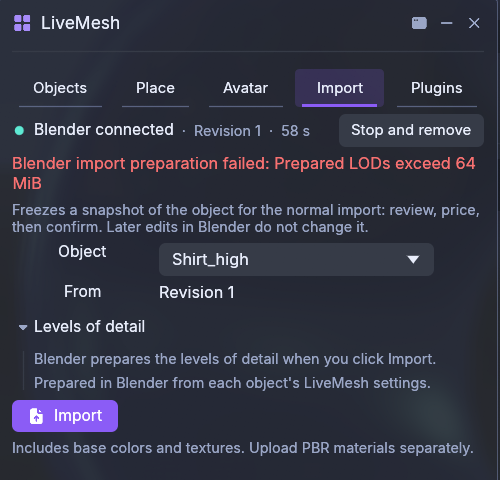 LiveMesh
Objects
Place
Avatar
Import
Plugins
Blender connected · Revision 1 · 58 s
Stop and remove
Blender import preparation failed: Prepared LODs exceed 64
MiB
Freezes a snapshot of the object for the normal import: review, price,
then confirm. Later edits in Blender do not change it.
Object
Shirt_high
From
Revision 1
Levels of detail
Blender prepares the levels of detail when you click Import.
Prepared in Blender from each object's LiveMesh settings.
Import
Includes base colors and textures. Upload PBR materials separately.